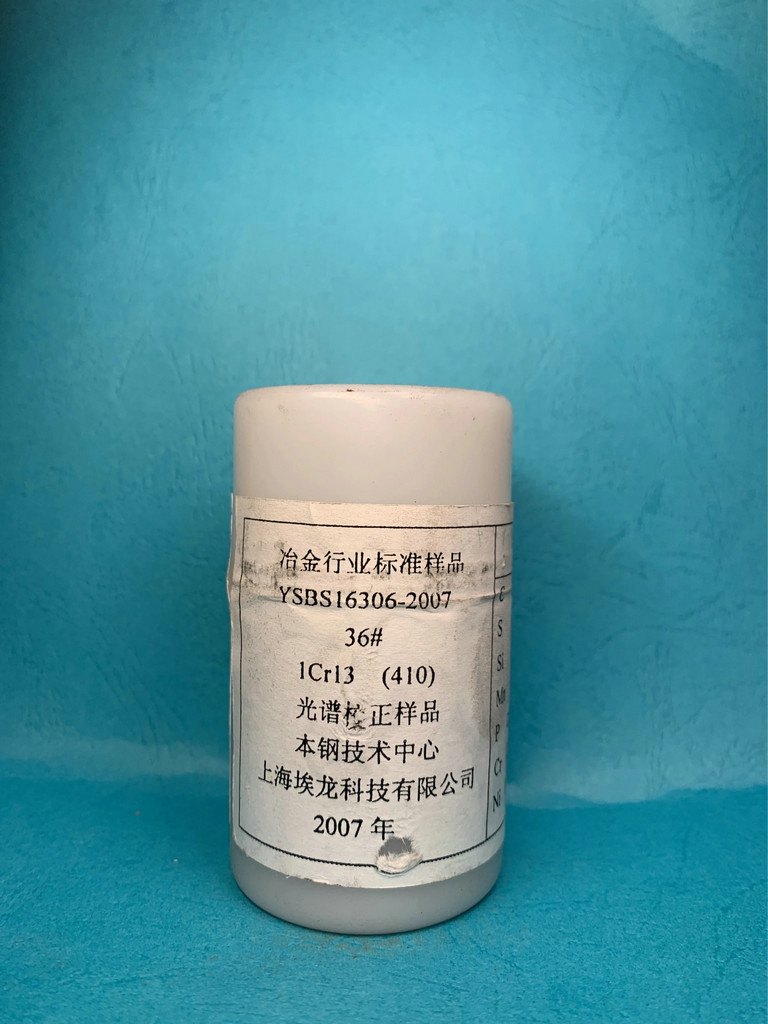 冶金行业标准样品
YSBS16306-2007
36#
1Cr13 (410)
光谱校正样品
本钢技术中心
上海埃龙科技有限公司
2007 年
C
S
Si
Mn
P
Cr
Ni